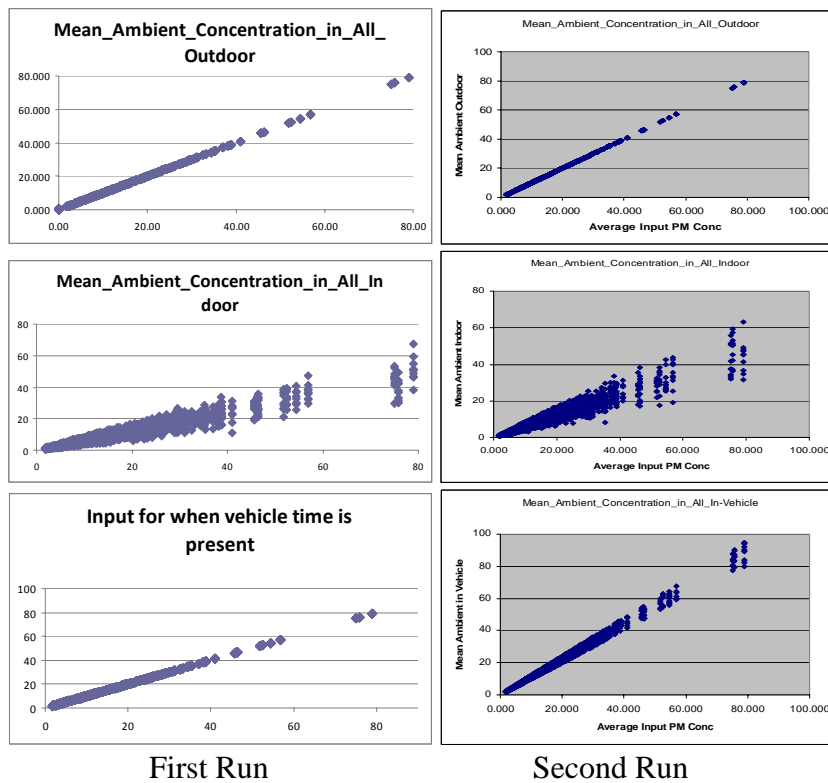 Mean_Ambient_Concentration_in_All_
Outdoor
80.000
60.000
40.000
20.000
0.000
0.00 20.00 40.00 60.00 80.00
Mean_Ambient_Concentration_in_All_Outdoor
Mean Ambient Outdoor
100
80
60
40
20
0
0.000 20.000 40.000 60.000 80.000 100.000
Average Input PM Conc
Mean_Ambient_Concentration_in_All_In
door
80
60
40
20
0
0 20 40 60 80
Mean_Ambient_Concentration_in_All_Indoor
Mean Ambient Indoor
80
60
40
20
0
0.000 20.000 40.000 60.000 80.000 100.000
Average Input PM Conc
Input for when vehicle time is
present
100
80
60
40
20
0
0 20 40 60 80
Mean_Ambient_Concentration_in_All_In-Vehicle
Mean Ambient in Vehicle
100
80
60
40
20
0
0.000 20.000 40.000 60.000 80.000 100.000
Average Input PM Conc
First Run
Second Run